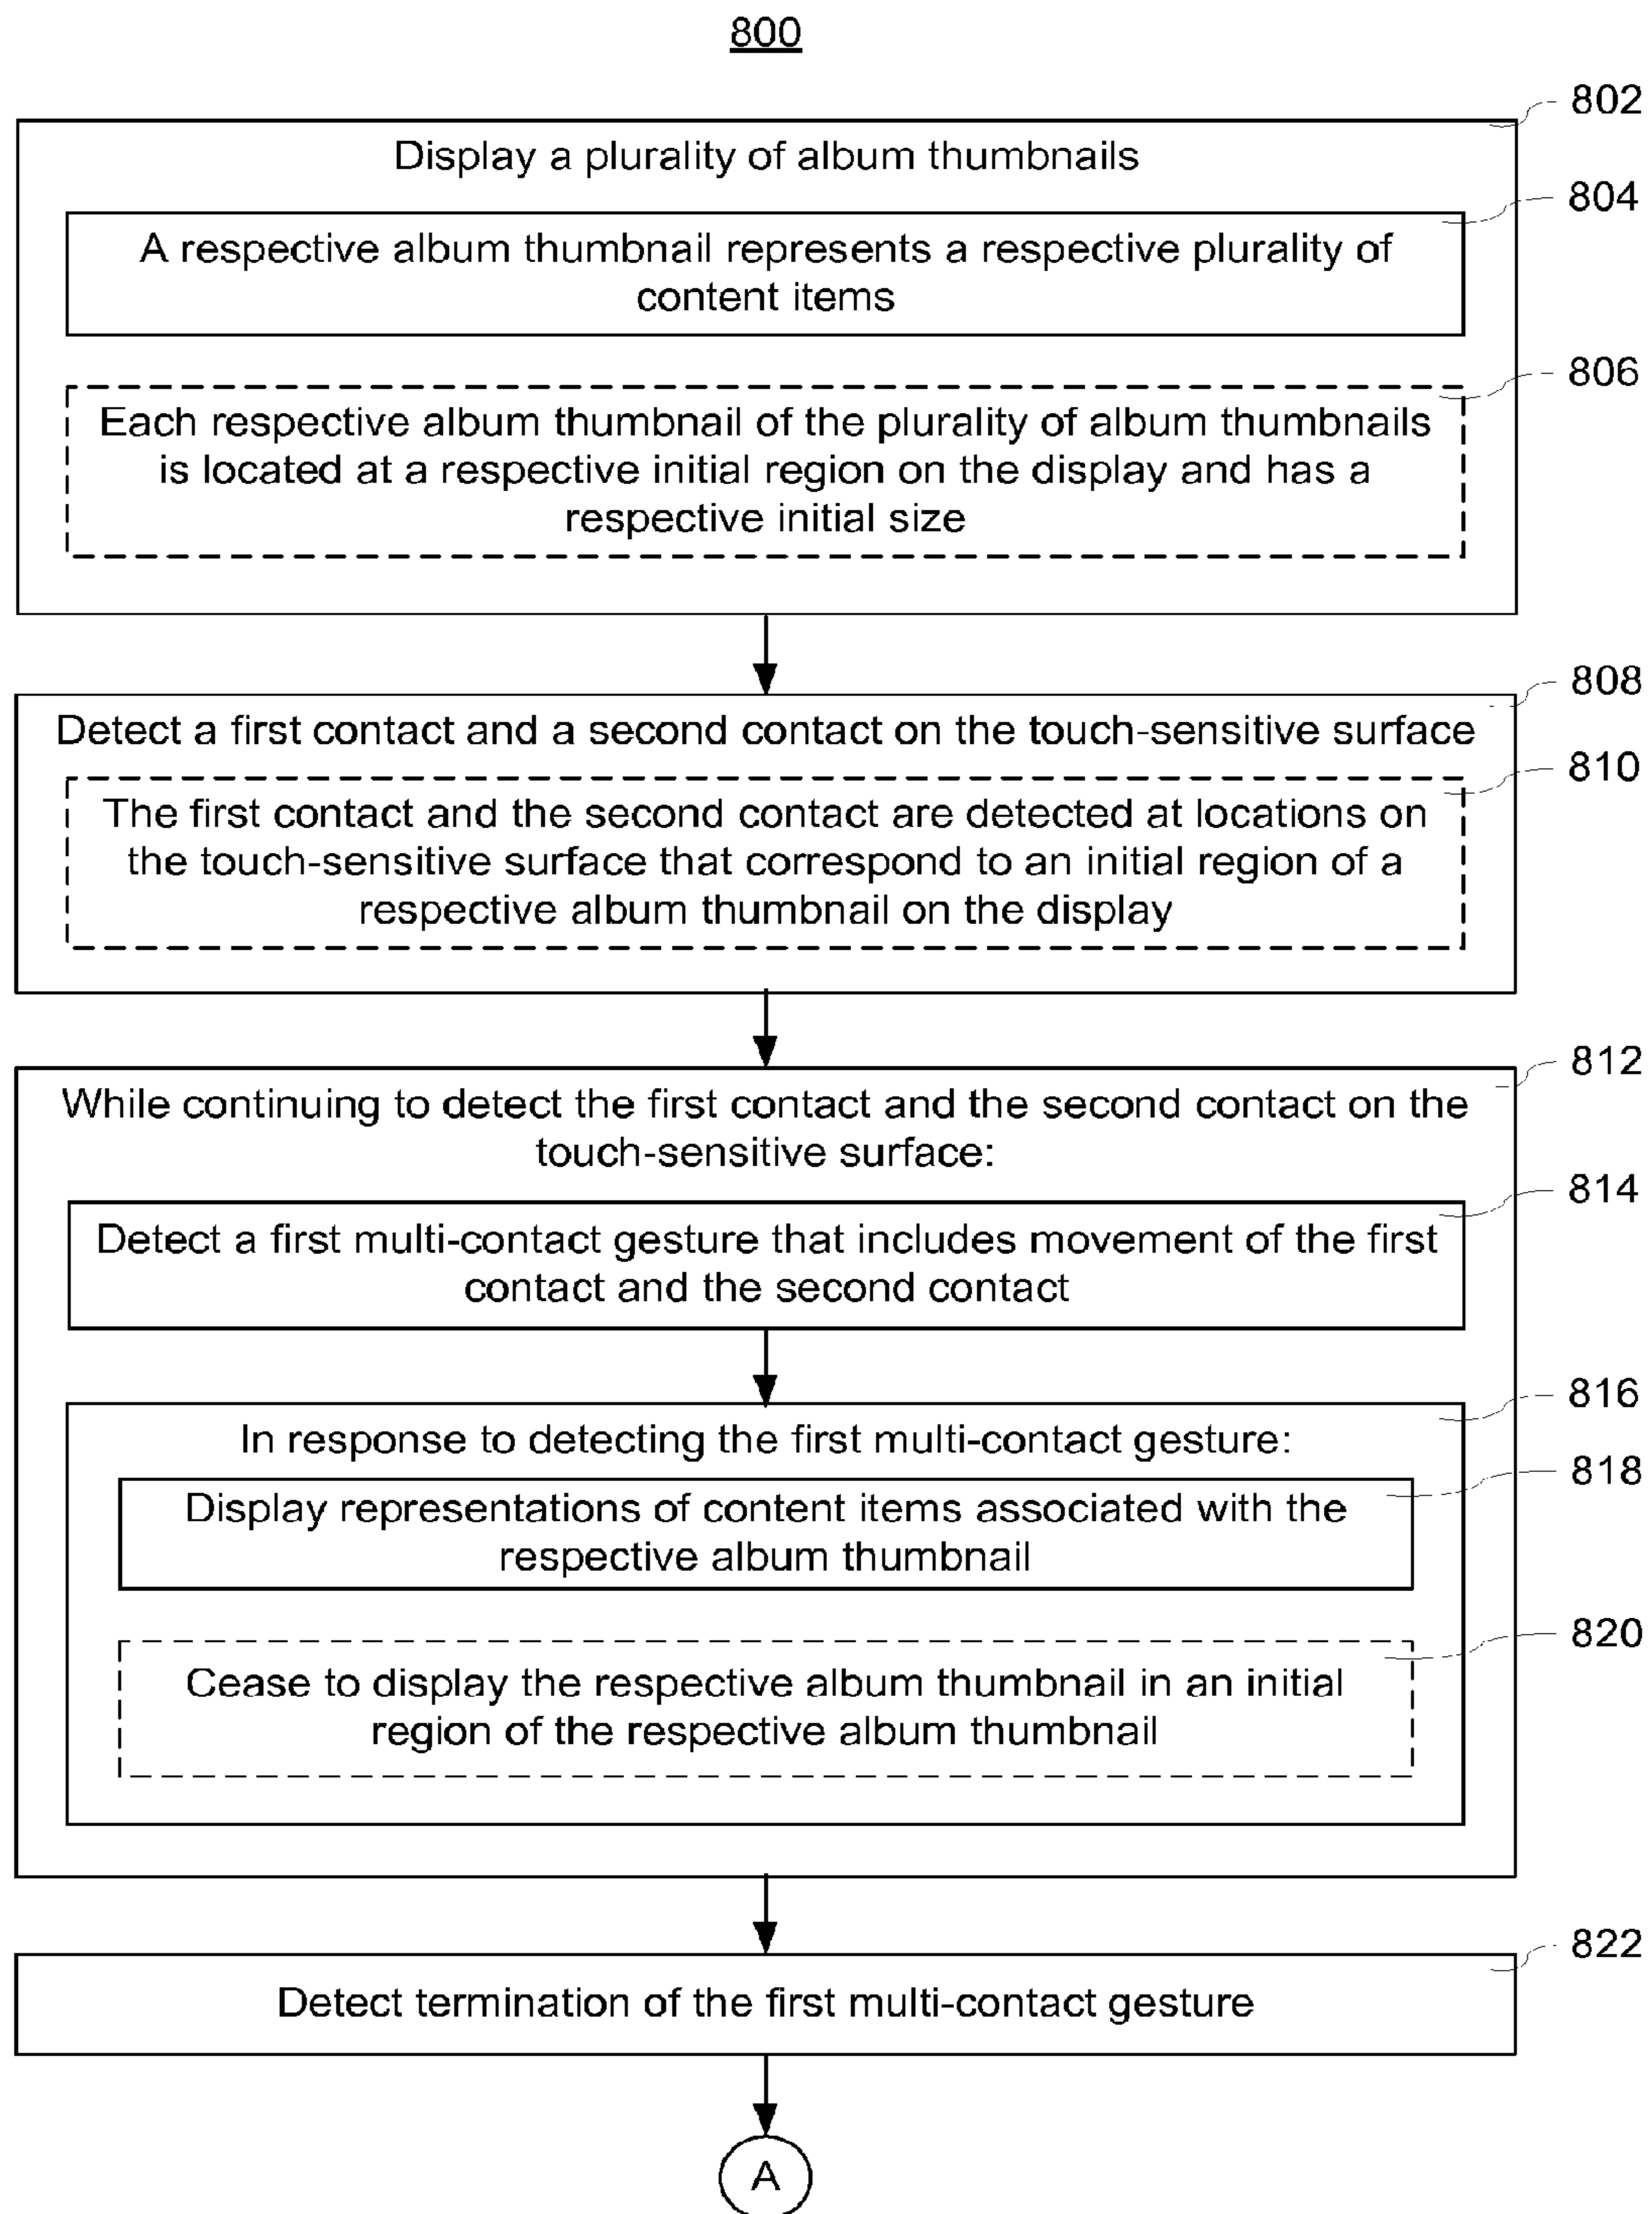 800
802
Display a plurality of album thumbnails
804
A respective album thumbnail represents a respective plurality of
content items
806
Each respective album thumbnail of the plurality of album thumbnails
is located at a respective initial region on the display and has a
respective initial size
808
Detect a first contact and a second contact on the touch-sensitive surface
810
The first contact and the second contact are detected at locations on
the touch-sensitive surface that correspond to an initial region of a
respective album thumbnail on the display
812
While continuing to detect the first contact and the second contact on the
touch-sensitive surface:
814
Detect a first multi-contact gesture that includes movement of the first
contact and the second contact
816
In response to detecting the first multi-contact gesture:
818
Display representations of content items associated with the
respective album thumbnail
820
Cease to display the respective album thumbnail in an initial
region of the respective album thumbnail
822
Detect termination of the first multi-contact gesture
A